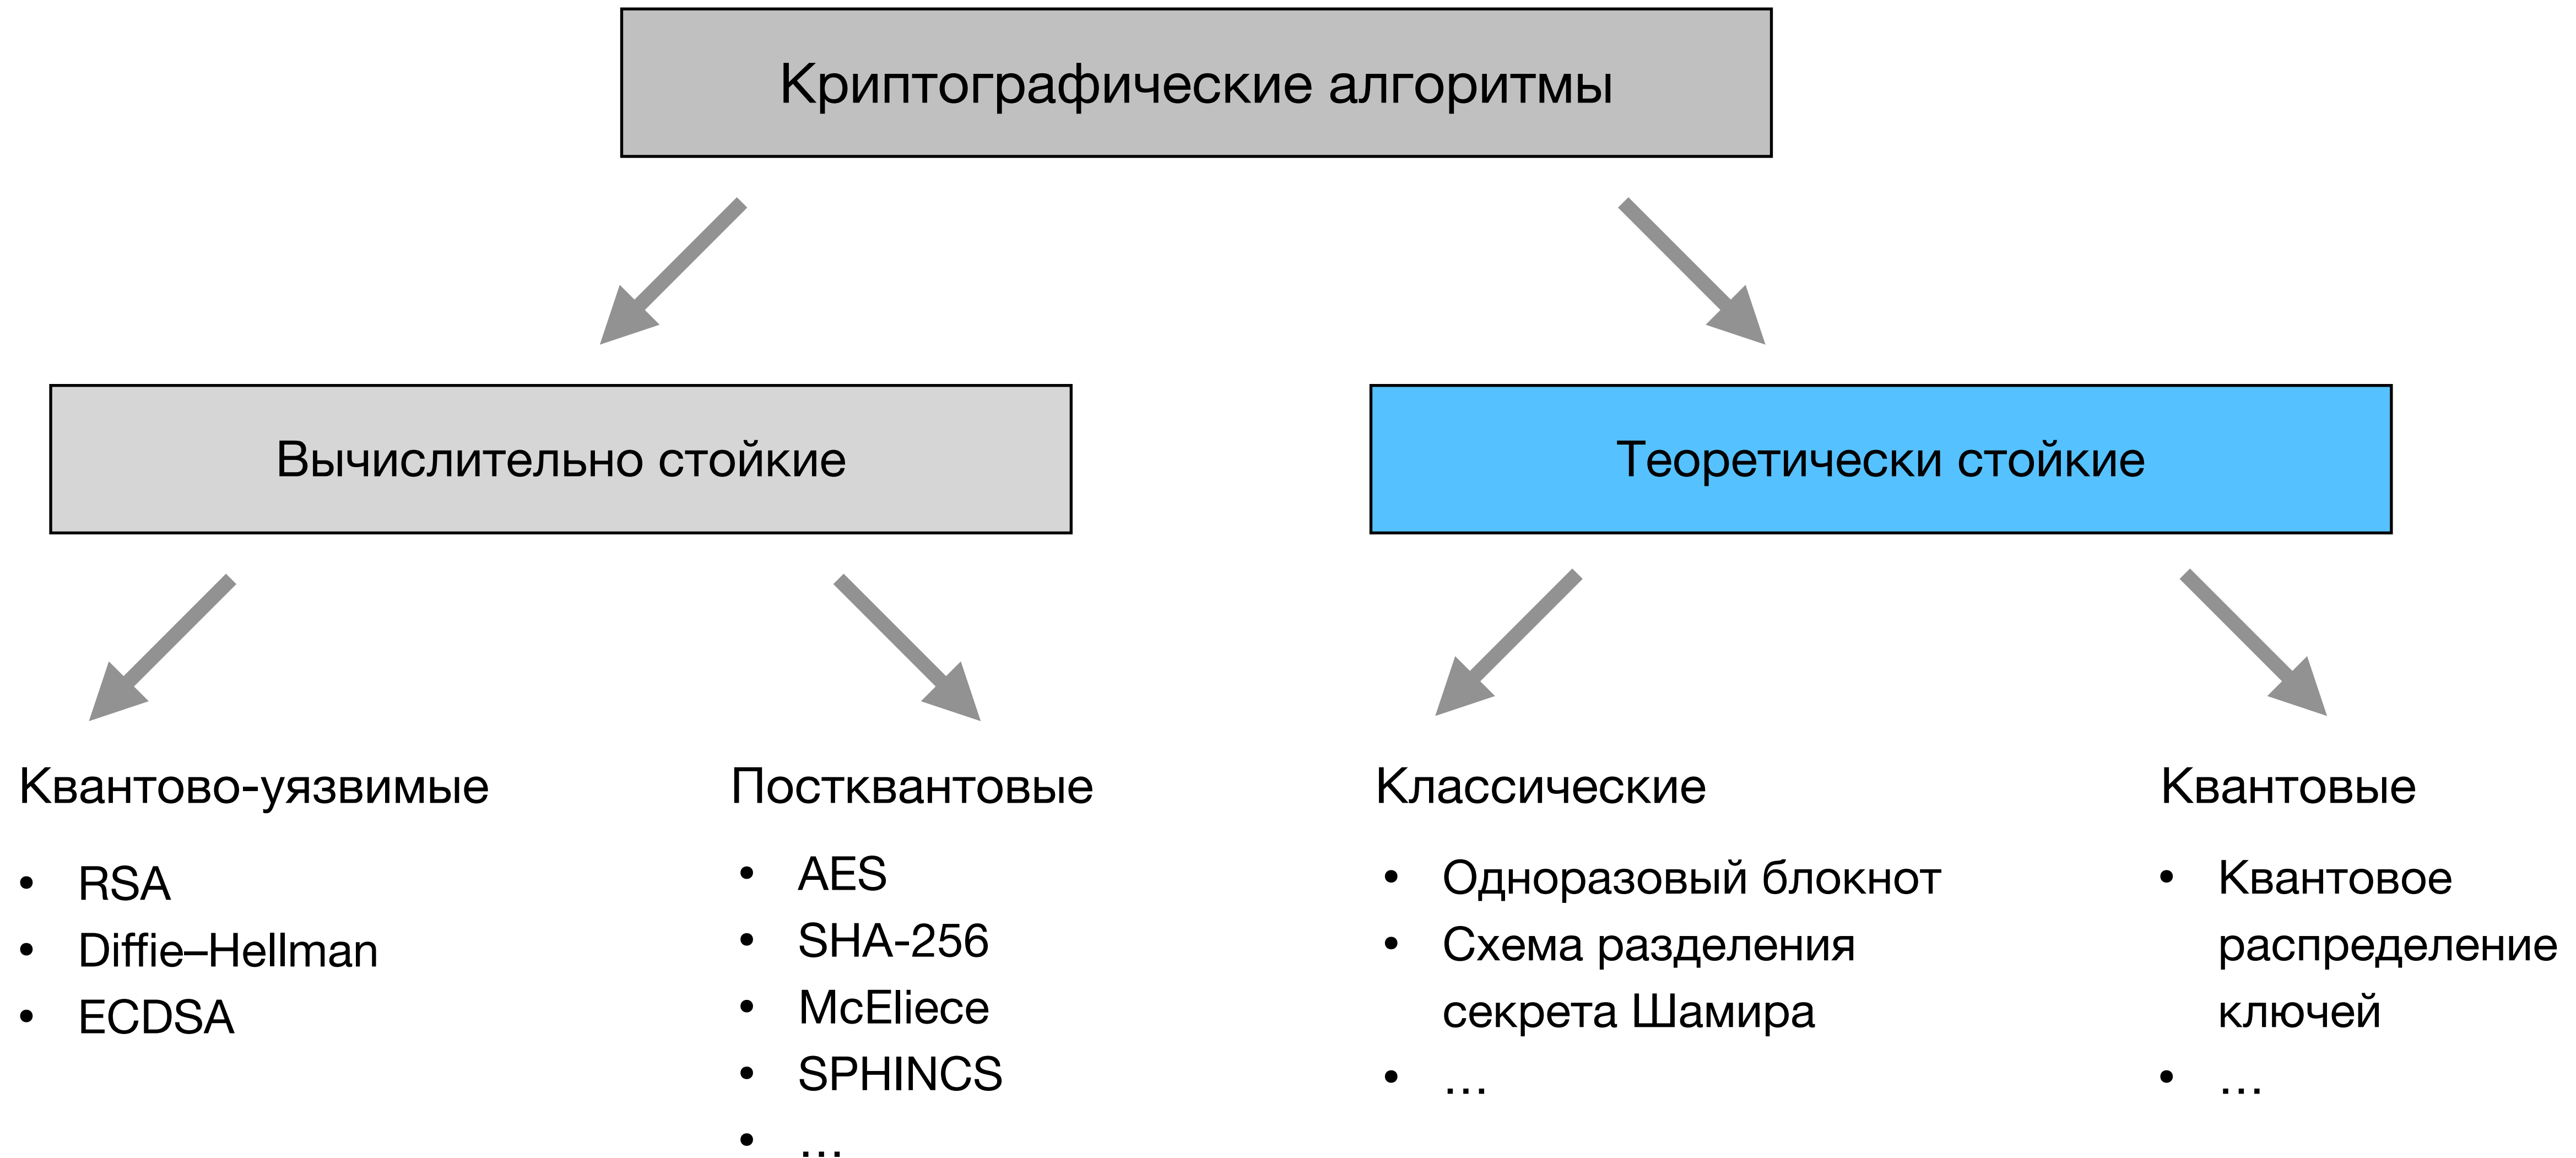 Криптографические алгоритмы
Вычислительно стойкие
Теоретически стойкие
Квантово-уязвимые
• RSA
• Diffie–Hellman
• ECDSA
Постквантовые
• AES
• SHA-256
• McEliece
• SPHINCS
• …
Классические
• Одноразовый блокнот
• Схема разделения
секрета Шамира
• …
Квантовые
• Квантовое
распределение
ключей
• …